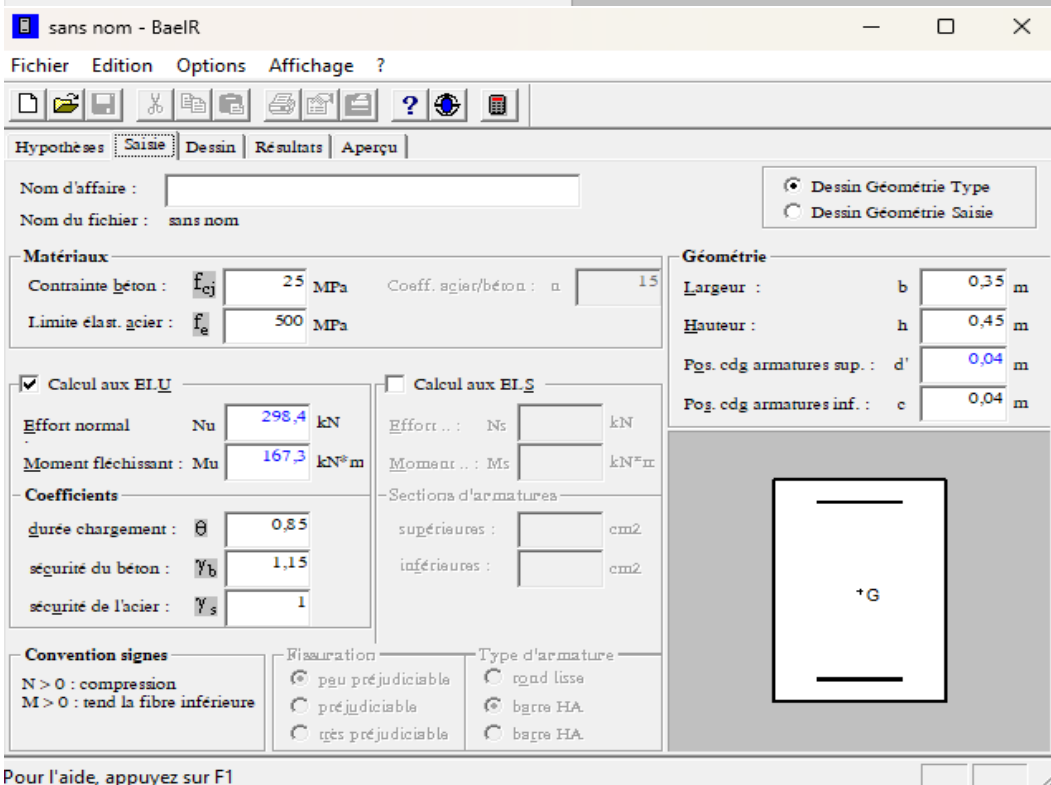 sans nom - BaelR
Fichier Edition Options Affichage ?
Hypothèses Saisie Dessin Résultats Aperçu
Nom d'affaire :
Nom du fichier : sans nom
Dessin Géométrie Type
Dessin Géométrie Saisie
Matériaux
Contrainte béton : fcj 25 MPa Coeff. acier/béton : n 15
Limite élast. acier : fe 500 MPa
Géométrie
Largeur : b 0,35 m
Hauteur : h 0,45 m
Pos. cdg armatures sup. : d' 0,04 m
Pos. cdg armatures inf. : c 0,04 m
Calcul aux ELU
Effort normal Nu 298,4 kN
Moment fléchissant : Mu 167,3 kN*m
Coefficients
durée chargement : θ 0,85
sécurité du béton : γb 1,15
sécurité de l'acier : γs 1
Calcul aux ELS
Effort .. : Ns kN
Moment .. : Ms kN*m
Sections d'armatures
supérieures : cm2
inférieures : cm2
+G
Convention signes
N > 0 : compression
M > 0 : tend la fibre inférieure
Fissuration
peu préjudiciable
préjudiciable
très préjudiciable
Type d'armature
rond lisse
barre HA
barre HA
Pour l'aide, appuyez sur F1